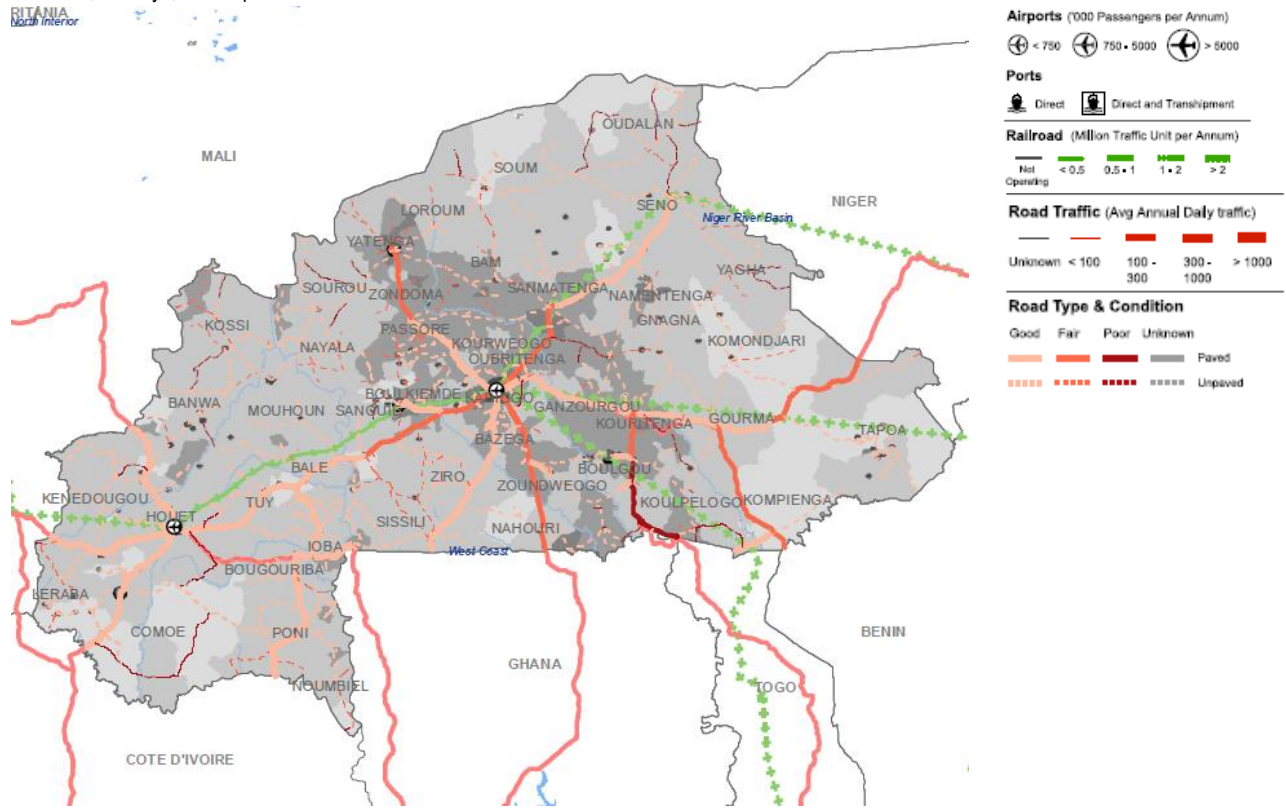 RITANIA
North Interior
MALI
OUDALAN
SOUM
SENO
NIGER
Niger River Basin
LOROUM
YATENGA
BAM
YAGHA
SOUROU
ZONDOMA
SANMATENGA
NAMENTENGA
GNAGNA
KOSSI
PASSORE
KOURWEOGO
OUBRITENGA
KOMONDJARI
NAYALA
BOULKIEMDE
KADIOGO
BANWA
MOUHOUN
SANGUIE
GANZOURGOU
KOURITENGA
GOURMA
TAPOA
BAZEGA
BALE
ZIRO
BOULGOU
ZOUNDWEOGO
KENEDOUGOU
TUY
KOULPELOGO
KOMPIENGA
HOUET
SISSILI
NAHOURI
IOBA
West Coast
BOUGOURIBA
LERABA
COMOE
PONI
BENIN
GHANA
NOUMBIEL
TOGO
COTE D'IVOIRE
Airports ('000 Passengers per Annum)
< 750 750 - 5000 > 5000
Ports
Direct Direct and Transhipment
Railroad (Million Traffic Unit per Annum)
Not Operating < 0.5 0.5 - 1 1 - 2 > 2
Road Traffic (Avg Annual Daily traffic)
Unknown < 100 100 - 300 300 - 1000 > 1000
Road Type & Condition
Good Fair Poor Unknown
Paved
Unpaved